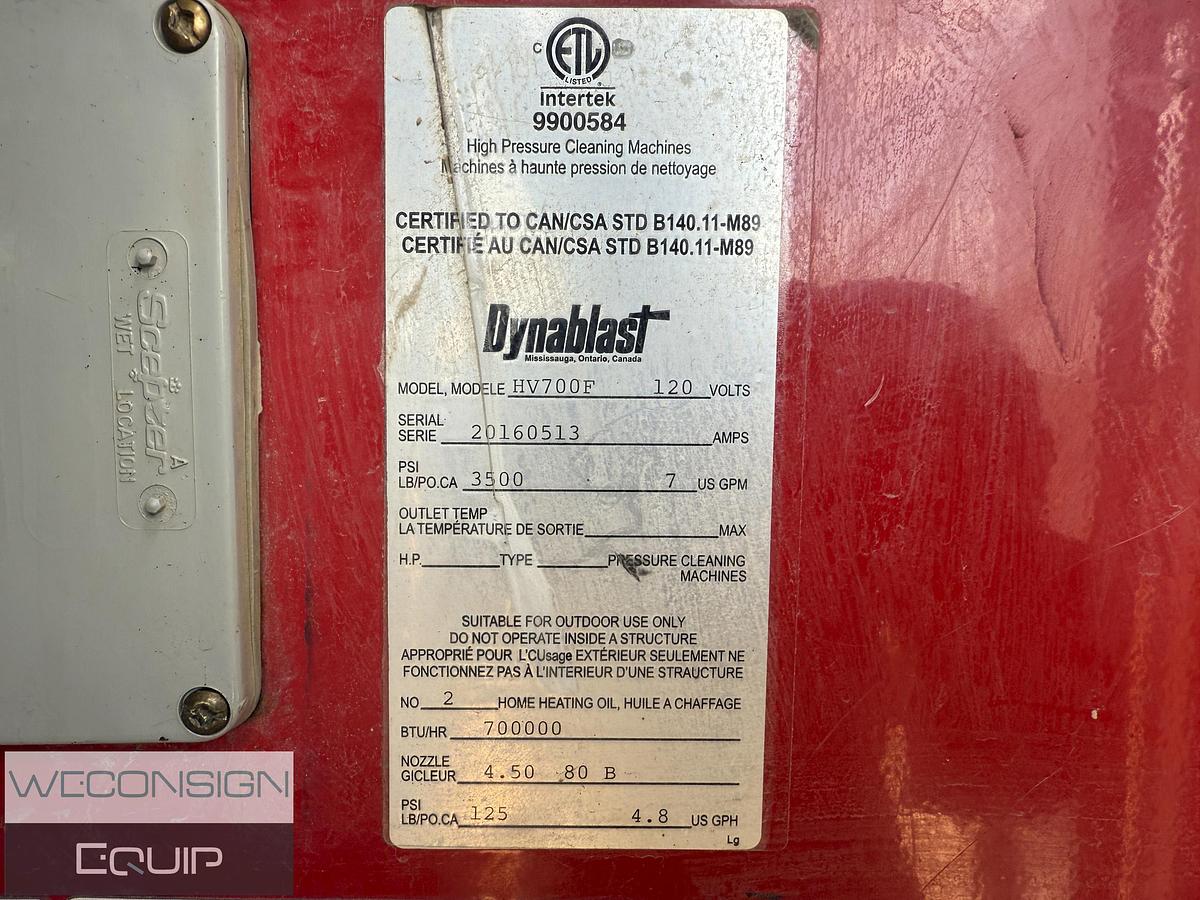 C ETL US
LISTED
Intertek
9900584
High Pressure Cleaning Machines
Machines à haute pression de nettoyage
CERTIFIED TO CAN/CSA STD B140.11-M89
CERTIFIÉ AU CAN/CSA STD B140.11-M89
Dynablast
Mississauga, Ontario, Canada
MODEL, MODELE HV700F 120 VOLTS
SERIAL
SERIE 20160513 AMPS
PSI
LB/PO.CA 3500 7 US GPM
OUTLET TEMP
LA TEMPÉRATURE DE SORTIE MAX
H.P. TYPE PRESSURE CLEANING
MACHINES
SUITABLE FOR OUTDOOR USE ONLY
DO NOT OPERATE INSIDE A STRUCTURE
APPROPRIÉ POUR L'CUsage EXTÉRIEUR SEULEMENT NE
FONCTIONNEZ PAS À L'INTERIEUR D'UNE STRAUCTURE
NO 2 HOME HEATING OIL, HUILE A CHAFFAGE
BTU/HR 700000
NOZZLE
GICLEUR 4.50 80 B
PSI
LB/PO.CA 125 4.8 US GPH
Lg
Scepter
WET LOCATION
A
WECONSIGN
EQUIP